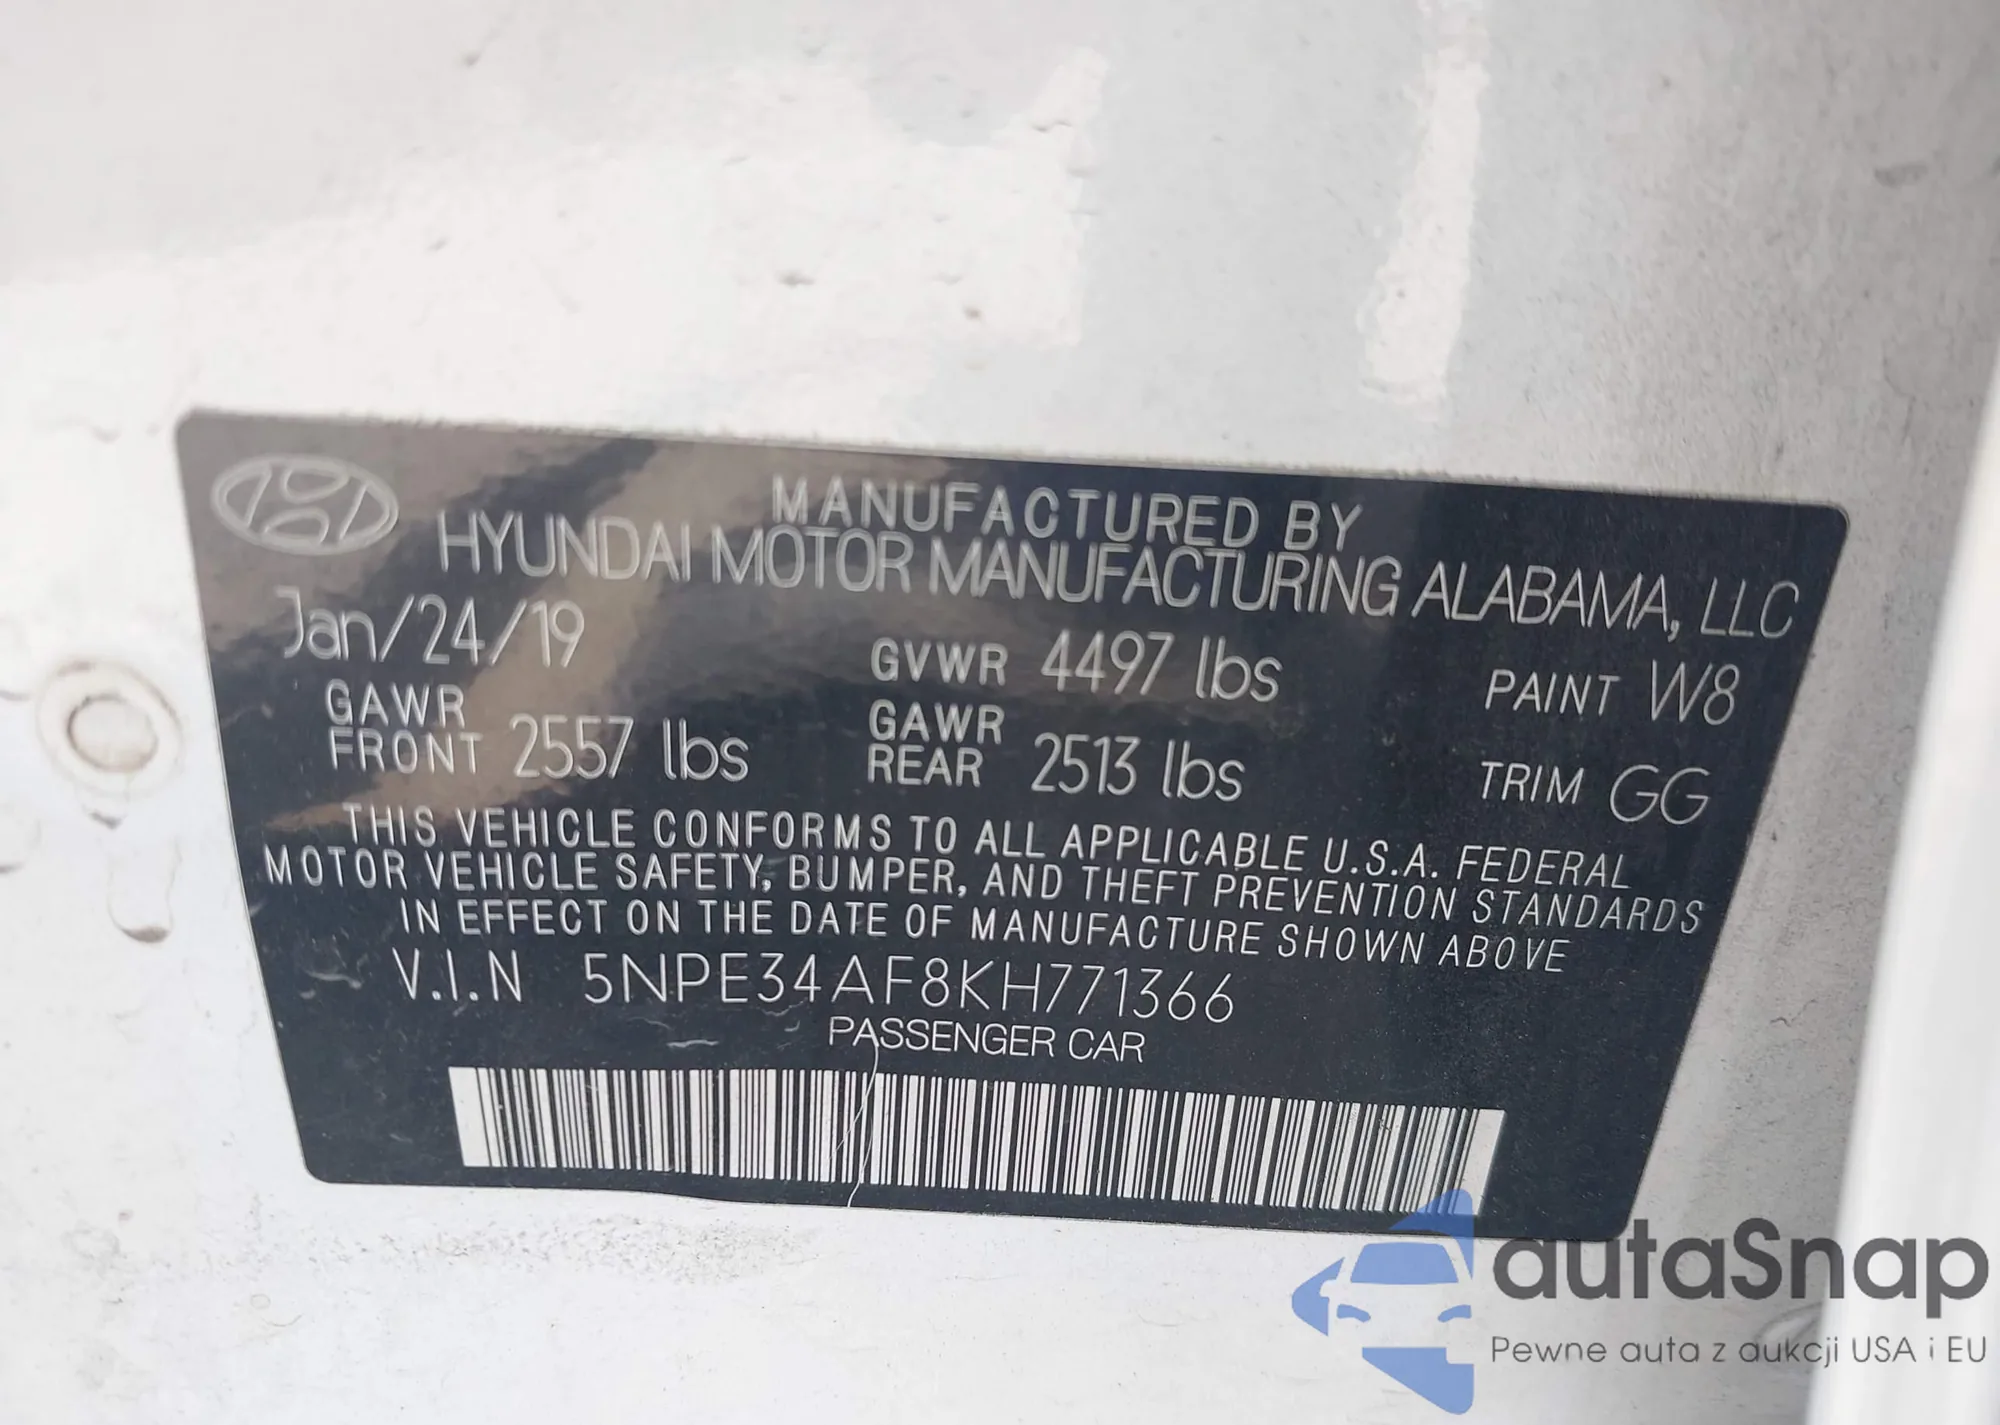 MANUFACTURED BY
HYUNDAI MOTOR MANUFACTURING ALABAMA, LLC
Jan/24/19 GVWR 4497 lbs PAINT W8
GAWR FRONT 2557 lbs GAWR REAR 2513 lbs TRIM GG
THIS VEHICLE CONFORMS TO ALL APPLICABLE U.S.A. FEDERAL
MOTOR VEHICLE SAFETY, BUMPER, AND THEFT PREVENTION STANDARDS
IN EFFECT ON THE DATE OF MANUFACTURE SHOWN ABOVE
V.I.N 5NPE34AF8KH771366
PASSENGER CAR
autaSnap
Pewne auta z aukcji USA i EU